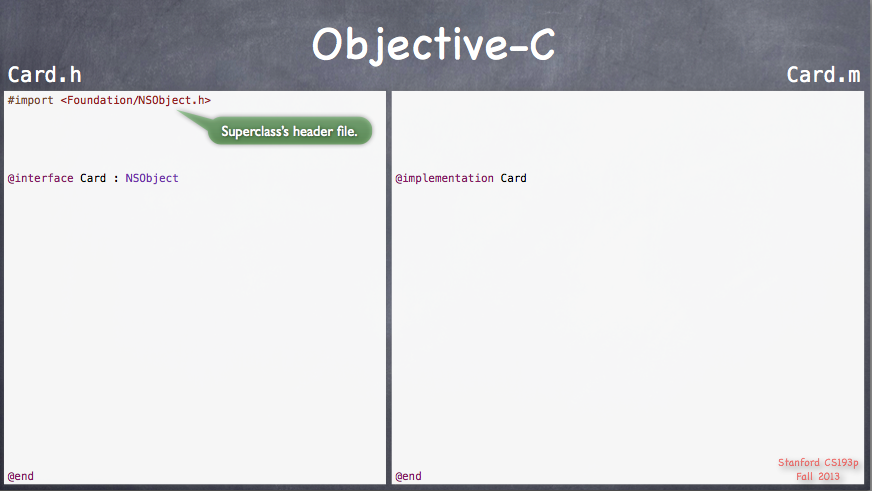 Objective-C
Card.h
Card.m
#import <Foundation/NSObject.h>
Superclass's header file.
@interface Card : NSObject
@end
@implementation Card
@end
Stanford CS193p
Fall 2013